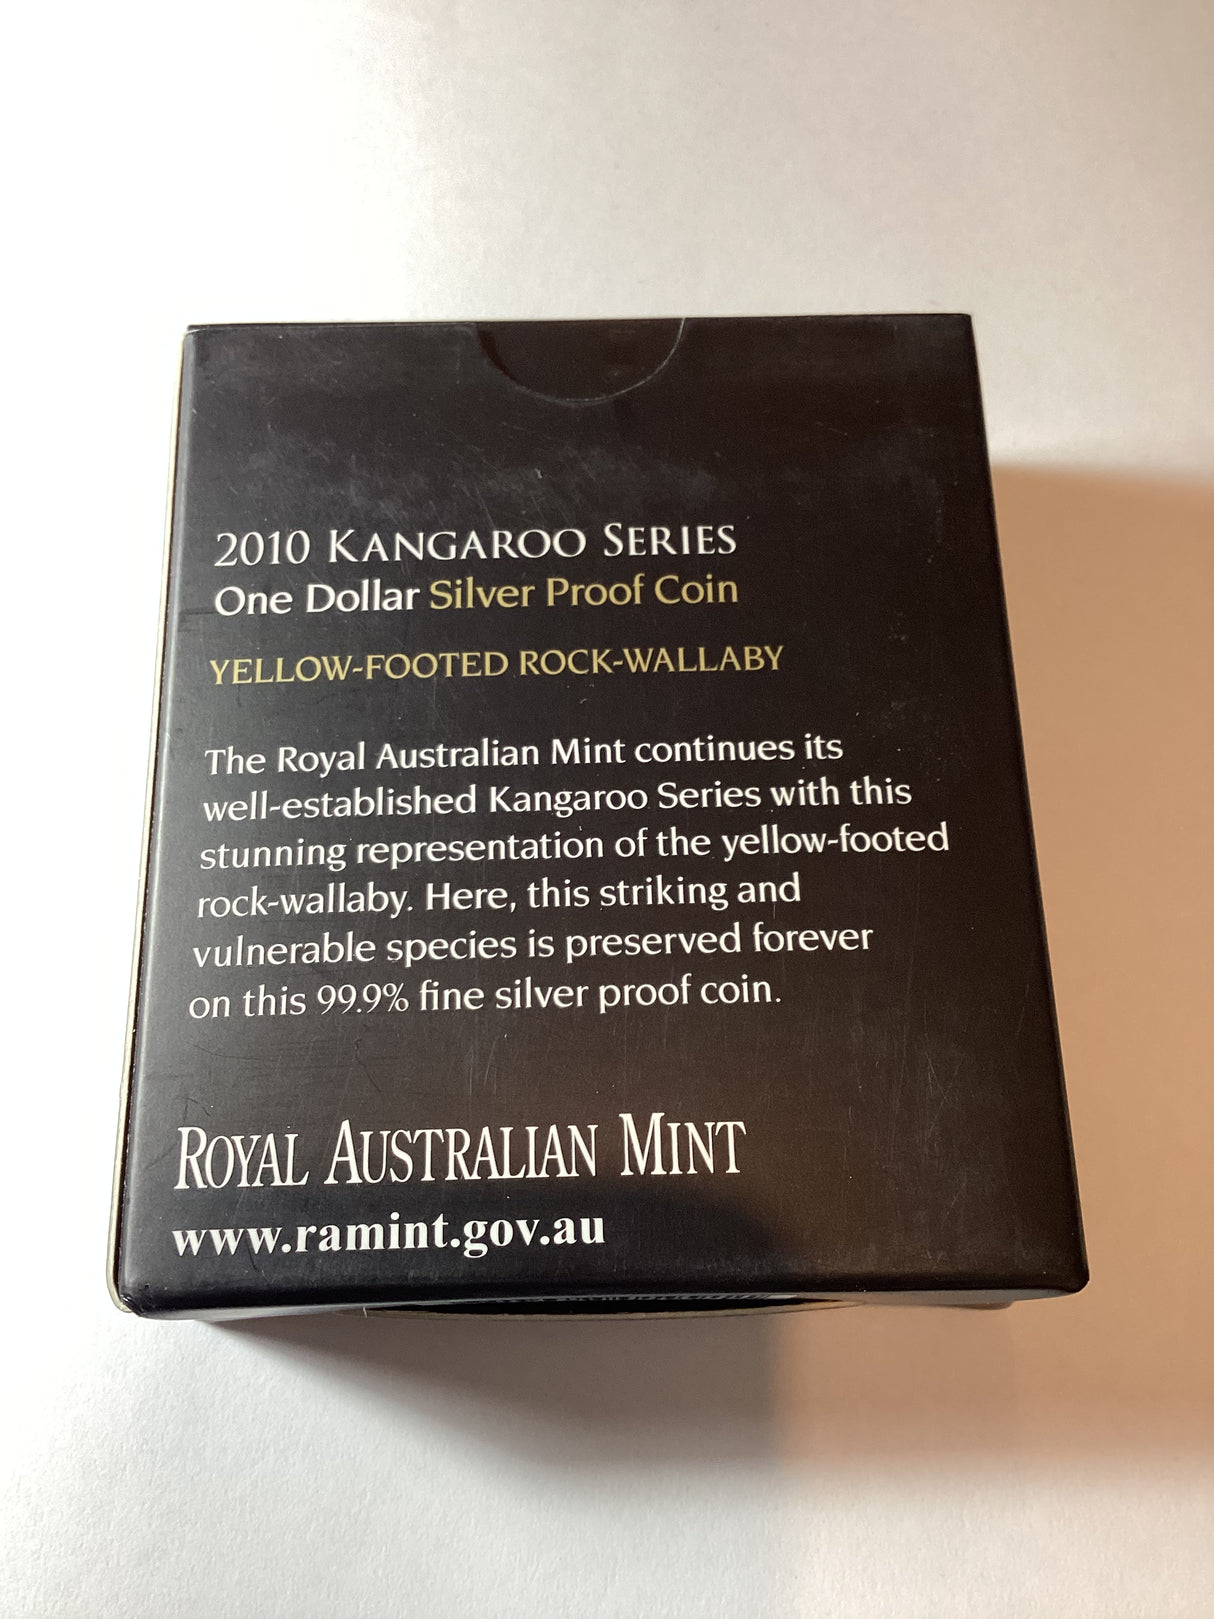 2010 KANGAROO SERIES
One Dollar Silver Proof Coin
YELLOW-FOOTED ROCK-WALLABY
The Royal Australian Mint continues its
well-established Kangaroo Series with this
stunning representation of the yellow-footed
rock-wallaby. Here, this striking and
vulnerable species is preserved forever
on this 99.9% fine silver proof coin.
ROYAL AUSTRALIAN MINT
www.ramint.gov.au